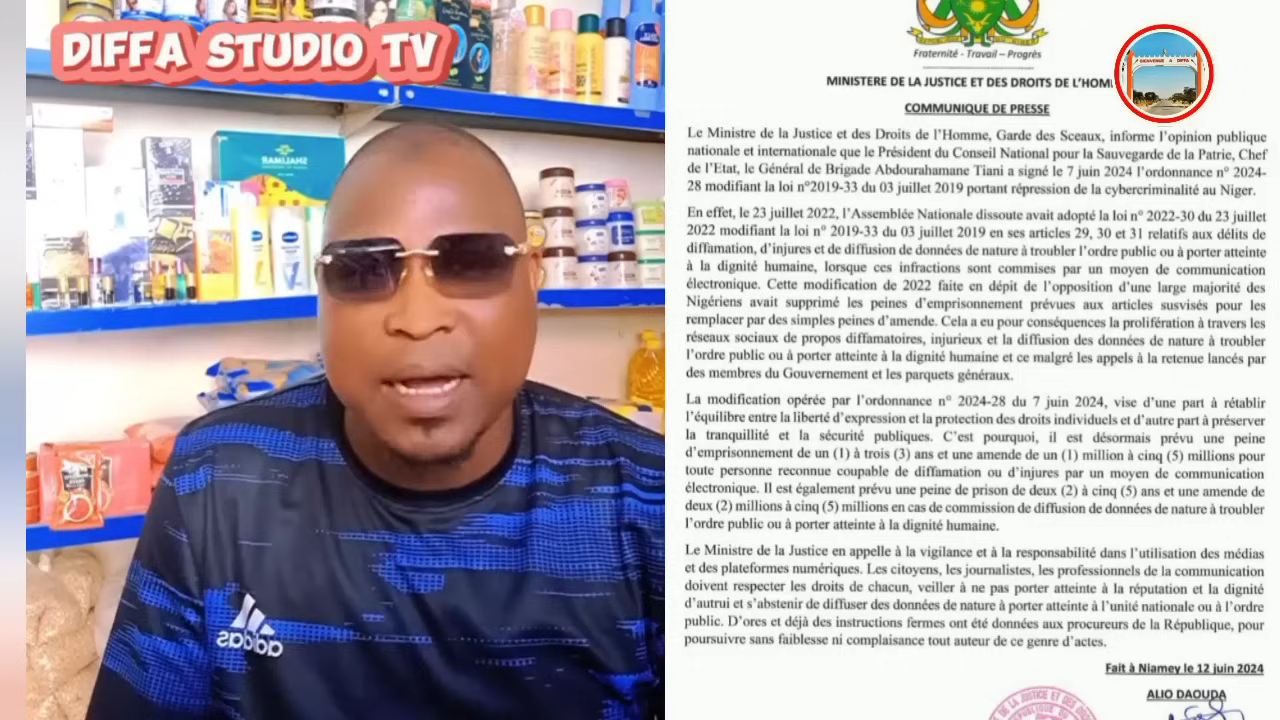 DIFFA STUDIO TV
SHALIMAR
Vaseline
Vaseline
adidas
Fraternité - Travail – Progrès
BIENVENUE A DIFFA
MINISTERE DE LA JUSTICE ET DES DROITS DE L'HOM
COMMUNIQUE DE PRESSE
Le Ministre de la Justice et des Droits de l'Homme, Garde des Sceaux, informe l'opinion publique
nationale et internationale que le Président du Conseil National pour la Sauvegarde de la Patrie, Chef
de l'Etat, le Général de Brigade Abdourahamane Tiani a signé le 7 juin 2024 l'ordonnance n° 2024-
28 modifiant la loi n°2019-33 du 03 juillet 2019 portant répression de la cybercriminalité au Niger.
En effet, le 23 juillet 2022, l'Assemblée Nationale dissoute avait adopté la loi n° 2022-30 du 23 juillet
2022 modifiant la loi n° 2019-33 du 03 juillet 2019 en ses articles 29, 30 et 31 relatifs aux délits de
diffamation, d'injures et de diffusion de données de nature à troubler l'ordre public ou à porter atteinte
à la dignité humaine, lorsque ces infractions sont commises par un moyen de communication
électronique. Cette modification de 2022 faite en dépit de l'opposition d'une large majorité des
Nigériens avait supprimé les peines d'emprisonnement prévues aux articles susvisés pour les
remplacer par des simples peines d'amende. Cela a eu pour conséquences la prolifération à travers les
réseaux sociaux de propos diffamatoires, injurieux et la diffusion des données de nature à troubler
l'ordre public ou à porter atteinte à la dignité humaine et ce malgré les appels à la retenue lancés par
des membres du Gouvernement et les parquets généraux.
La modification opérée par l'ordonnance n° 2024-28 du 7 juin 2024, vise d'une part à rétablir
l'équilibre entre la liberté d'expression et la protection des droits individuels et d'autre part à préserver
la tranquillité et la sécurité publiques. C'est pourquoi, il est désormais prévu une peine
d'emprisonnement de un (1) à trois (3) ans et une amende de un (1) million à cinq (5) millions pour
toute personne reconnue coupable de diffamation ou d'injures par un moyen de communication
électronique. Il est également prévu une peine de prison de deux (2) à cinq (5) ans et une amende de
deux (2) millions à cinq (5) millions en cas de commission de diffusion de données de nature à troubler
l'ordre public ou à porter atteinte à la dignité humaine.
Le Ministre de la Justice en appelle à la vigilance et à la responsabilité dans l'utilisation des médias
et des plateformes numériques. Les citoyens, les journalistes, les professionnels de la communication
doivent respecter les droits de chacun, veiller à ne pas porter atteinte à la réputation et la dignité
d'autrui et s'abstenir de diffuser des données de nature à porter atteinte à l'unité nationale ou à l'ordre
public. D'ores et déjà des instructions fermes ont été données aux procureurs de la République, pour
poursuivre sans faiblesse ni complaisance tout auteur de ce genre d'actes.
Fait à Niamey le 12 juin 2024
ALIO DAOUDA
DE LA JUSTICE ET DES